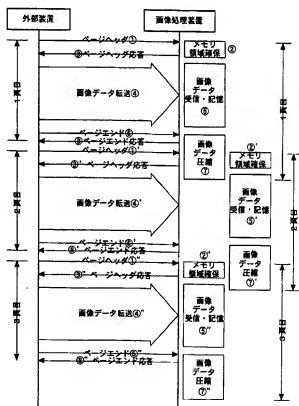 外部装置
画像処理装置
ページヘッダ①
メモリ
領域確保
②
③ページヘッダ応答
画像データ転送④
画像
データ
受信・記憶
⑤
1頁目
1頁目
ページエンド⑥
⑧ページエンド応答
画像
データ
圧縮
⑦
ページヘッダ①'
②'
メモリ
領域確保
③' ページヘッダ応答
画像データ転送④'
画像
データ
受信・記憶
⑤'
2頁目
2頁目
ページエンド⑥'
⑧' ページエンド応答
画像
データ
圧縮
⑦'
ページヘッダ①"
②"
メモリ
領域確保
③" ページヘッダ応答
画像データ転送④"
画像
データ
受信・記憶
⑤"
3頁目
3頁目
ページエンド⑥"
⑧" ページエンド応答
画像
データ
圧縮
⑦"